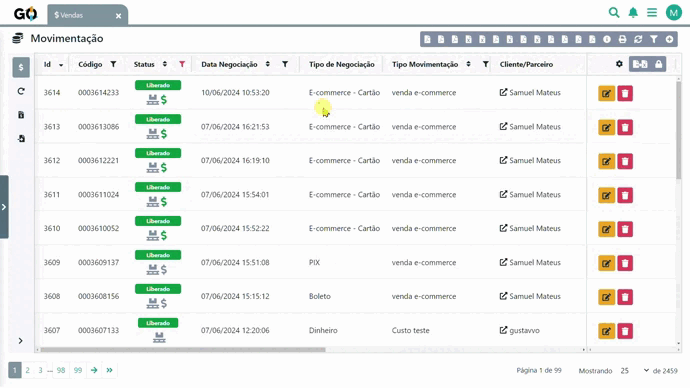 GO
$ Vendas ×
M
Movimentação
Id Código Status Data Negociação Tipo de Negociação Tipo Movimentação Cliente/Parceiro
3614 0003614233 Liberado 10/06/2024 10:53:20 E-commerce - Cartão venda e-commerce Samuel Mateus
3613 0003613086 Liberado 07/06/2024 16:21:53 E-commerce - Cartão venda e-commerce Samuel Mateus
3612 0003612221 Liberado 07/06/2024 16:19:10 E-commerce - Cartão venda e-commerce Samuel Mateus
3611 0003611024 Liberado 07/06/2024 15:54:01 E-commerce - Cartão venda e-commerce Samuel Mateus
3610 0003610052 Liberado 07/06/2024 15:52:22 E-commerce - Cartão venda e-commerce Samuel Mateus
3609 0003609137 Liberado 07/06/2024 15:51:08 PIX venda e-commerce Samuel Mateus
3608 0003608156 Liberado 07/06/2024 15:15:12 Boleto venda e-commerce Samuel Mateus
3607 0003607133 Liberado 07/06/2024 12:20:06 Dinheiro Custo teste gustavvo
1 2 3 ... 98 99 Página 1 de 99 Mostrando 25 de 2459